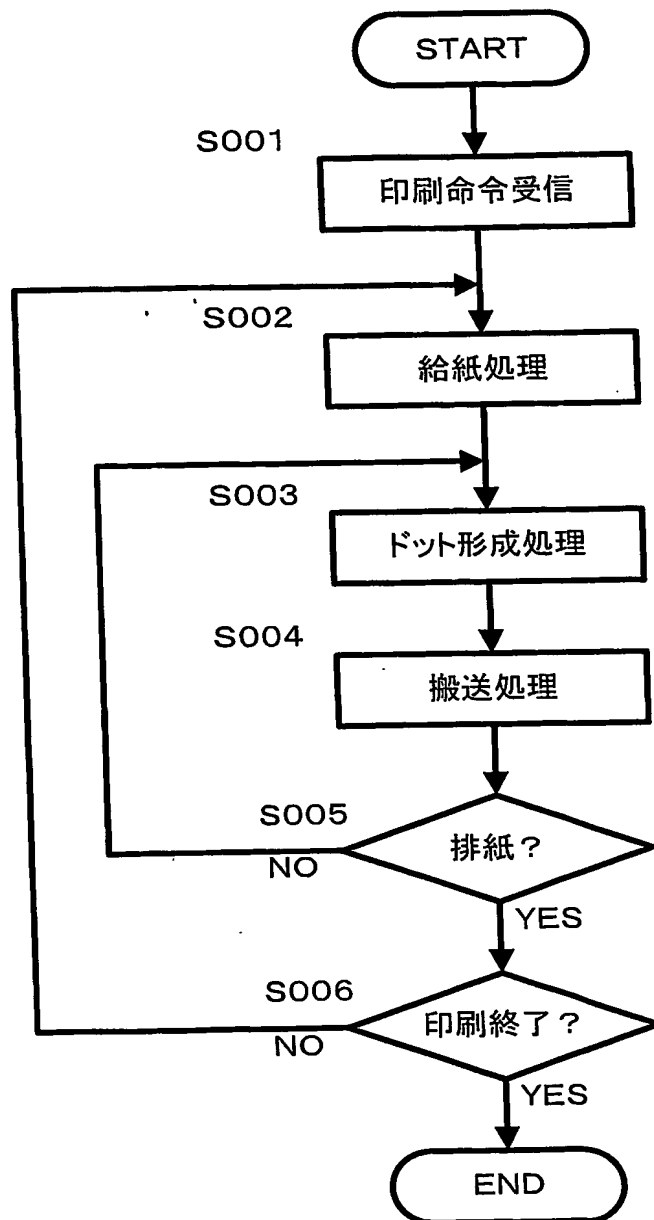 START
S001
印刷命令受信
S002
給紙処理
S003
ドット形成処理
S004
搬送処理
S005
排紙?
NO
YES
S006
印刷終了?
NO
YES
END